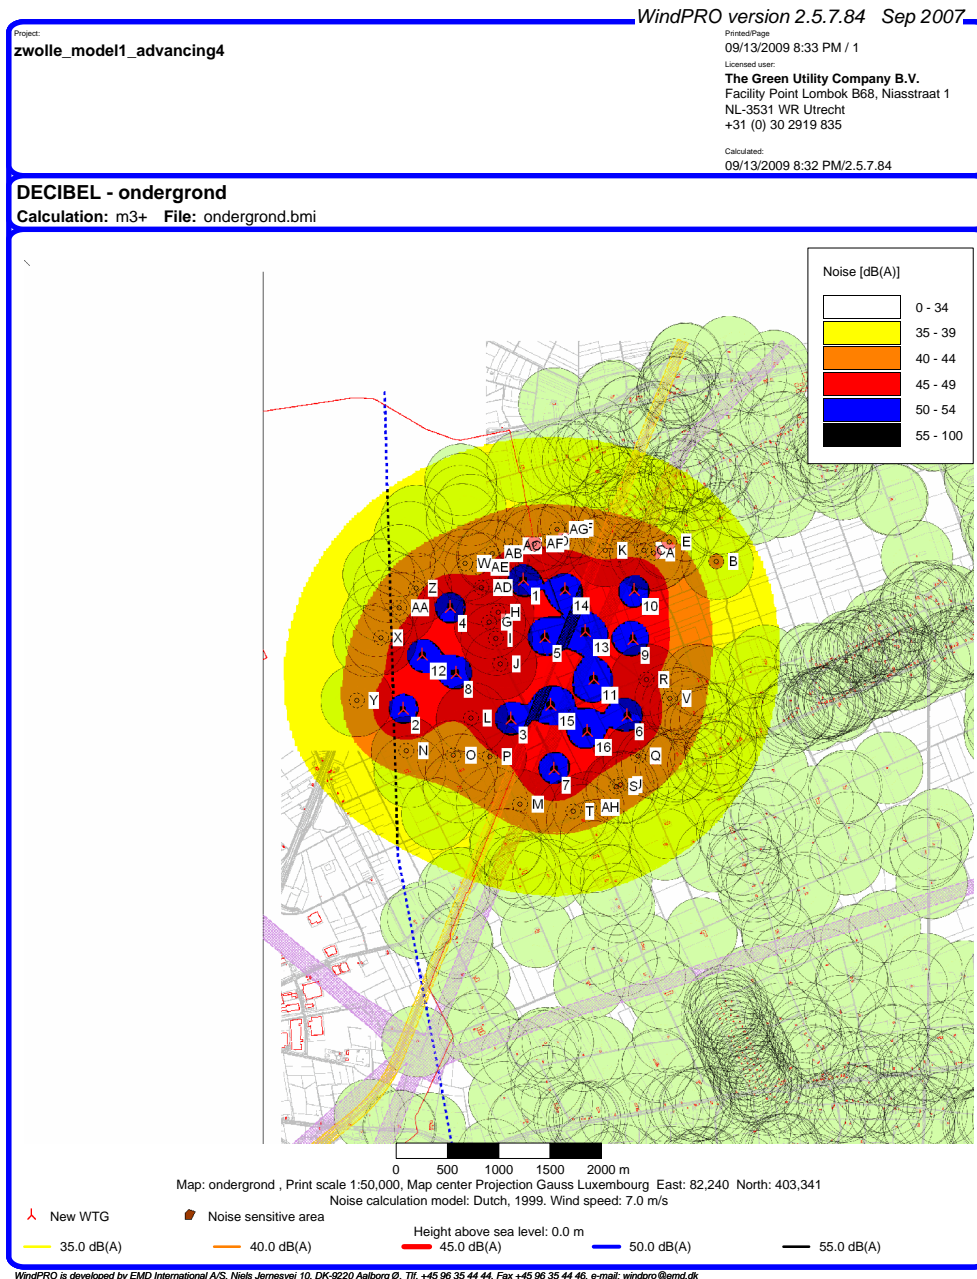 WindPRO version 2.5.7.84 Sep 2007
Project:
zwolle_model1_advancing4
Printed/Page
09/13/2009 8:33 PM / 1
Licensed user:
The Green Utility Company B.V.
Facility Point Lombok B68, Niasstraat 1
NL-3531 WR Utrecht
+31 (0) 30 2919 835
Calculated:
09/13/2009 8:32 PM/2.5.7.84
DECIBEL - ondergrond
Calculation: m3+ File: ondergrond.bmi
Noise [dB(A)]
0 - 34
35 - 39
40 - 44
45 - 49
50 - 54
55 - 100
AG
AF
AB
K
E
CA
B
W
AE
AD
Z
AA
H
G
I
J
X
Y
L
R
V
N
O
P
Q
M
T
AH
S
1
14
10
4
5
13
9
12
8
11
2
3
15
6
16
7
0 500 1000 1500 2000 m
Map: ondergrond , Print scale 1:50,000, Map center Projection Gauss Luxembourg East: 82,240 North: 403,341
Noise calculation model: Dutch, 1999. Wind speed: 7.0 m/s
New WTG Noise sensitive area
Height above sea level: 0.0 m
35.0 dB(A) 40.0 dB(A) 45.0 dB(A) 50.0 dB(A) 55.0 dB(A)
WindPRO is developed by EMD International A/S, Niels Jernesvej 10, DK-9220 Aalborg Ø, Tlf. +45 96 35 44 44, Fax +45 96 35 44 46, e-mail: windpro@emd.dk